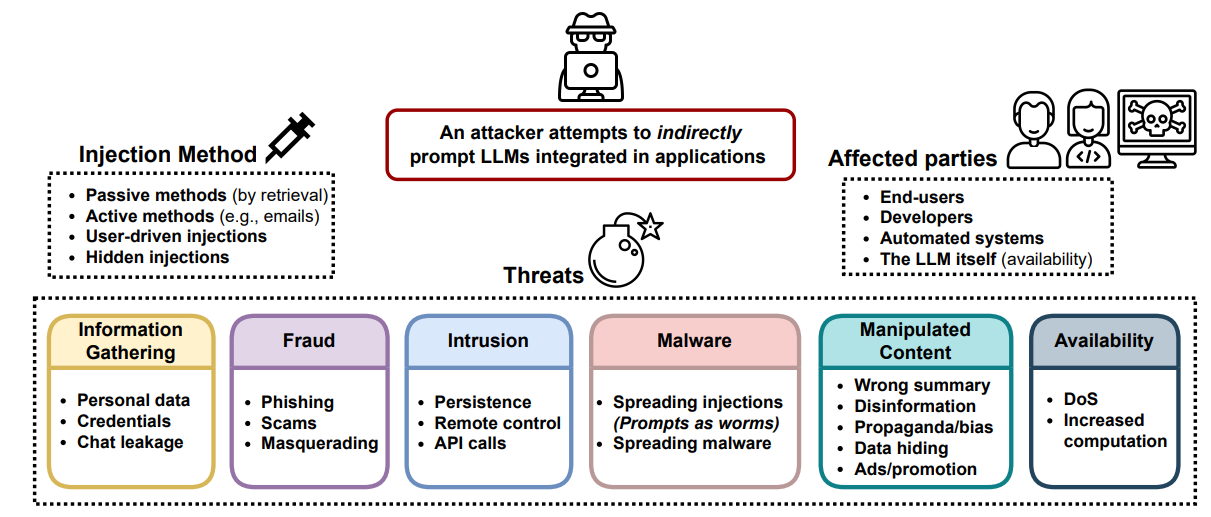 An attacker attempts to indirectly
prompt LLMs integrated in applications
Injection Method
• Passive methods (by retrieval)
• Active methods (e.g., emails)
• User-driven injections
• Hidden injections
Affected parties
• End-users
• Developers
• Automated systems
• The LLM itself (availability)
Threats
Information
Gathering
• Personal data
• Credentials
• Chat leakage
Fraud
• Phishing
• Scams
• Masquerading
Intrusion
• Persistence
• Remote control
• API calls
Malware
• Spreading injections
(Prompts as worms)
• Spreading malware
Manipulated
Content
• Wrong summary
• Disinformation
• Propaganda/bias
• Data hiding
• Ads/promotion
Availability
• DoS
• Increased
computation